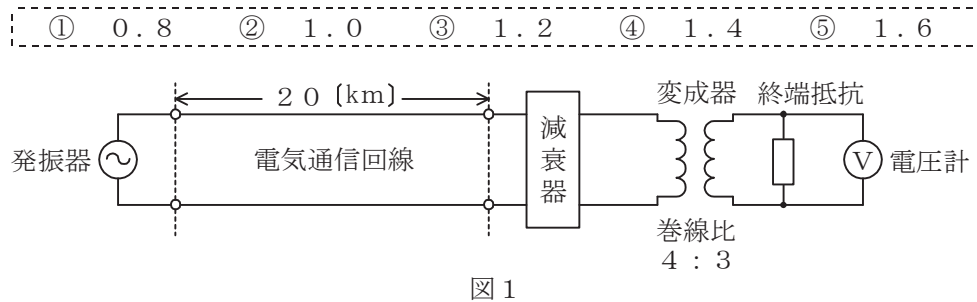 ① 0.8 ② 1.0 ③ 1.2 ④ 1.4 ⑤ 1.6
20〔km〕
変成器 終端抵抗
発振器 電気通信回線 減衰器 V 電圧計
巻線比
4:3
図1